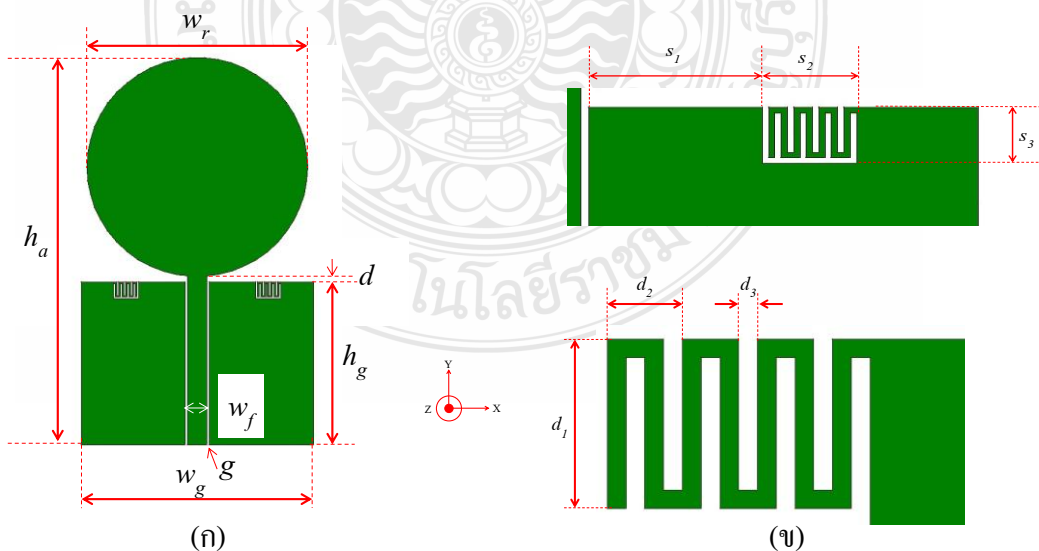 w_r
h_a
d
h_g
w_f
g
w_g
(ก)
s_1
s_2
s_3
d_2
d_3
d_1
Y
Z
X
(ข)
โนโลยีราชม